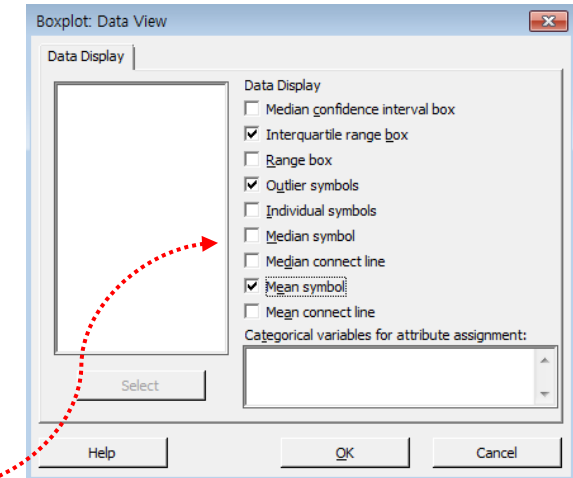 Boxplot: Data View
Data Display
Data Display
Median confidence interval box
Interquartile range box
Range box
Outlier symbols
Individual symbols
Median symbol
Median connect line
Mean symbol
Mean connect line
Categorical variables for attribute assignment:
Select
Help
OK
Cancel